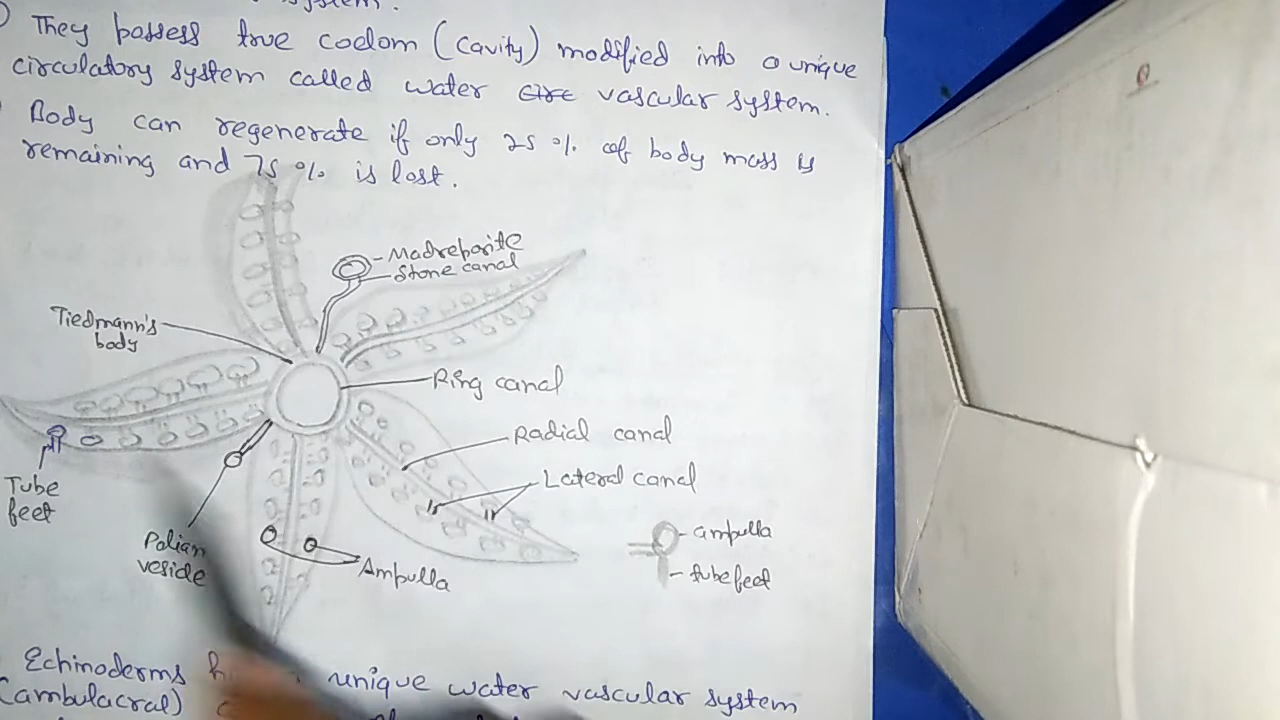 system.
They possess true coelom (cavity) modified into a unique
circulatory system called water vascular system.
Body can regenerate if only 25 % of body mass is
remaining and 75 % is lost.
Madreporite
Stone canal
Tiedmann's
body
Ring canal
Radial canal
Lateral canal
Tube
feet
Polian
veside
Ampulla
ampulla
tube feet
Echinoderms unique water vascular system
(ambulacral)